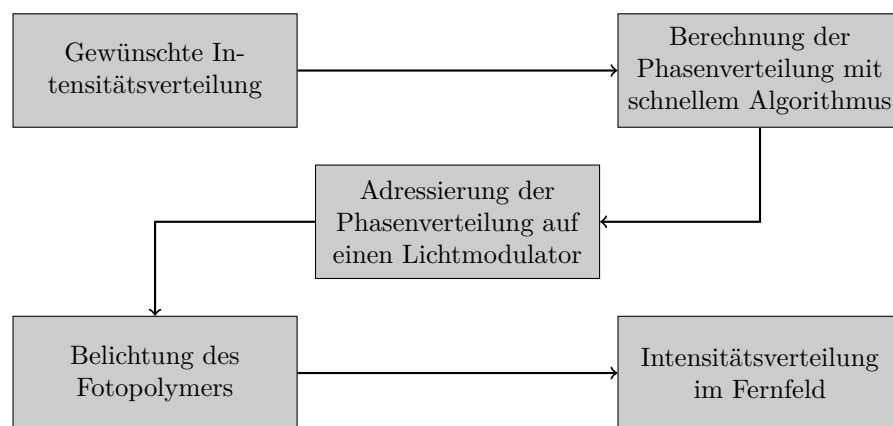 Gewünschte In-
tensitätsverteilung
Berechnung der
Phasenverteilung mit
schnellem Algorithmus
Adressierung der
Phasenverteilung auf
einen Lichtmodulator
Belichtung des
Fotopolymers
Intensitätsverteilung
im Fernfeld